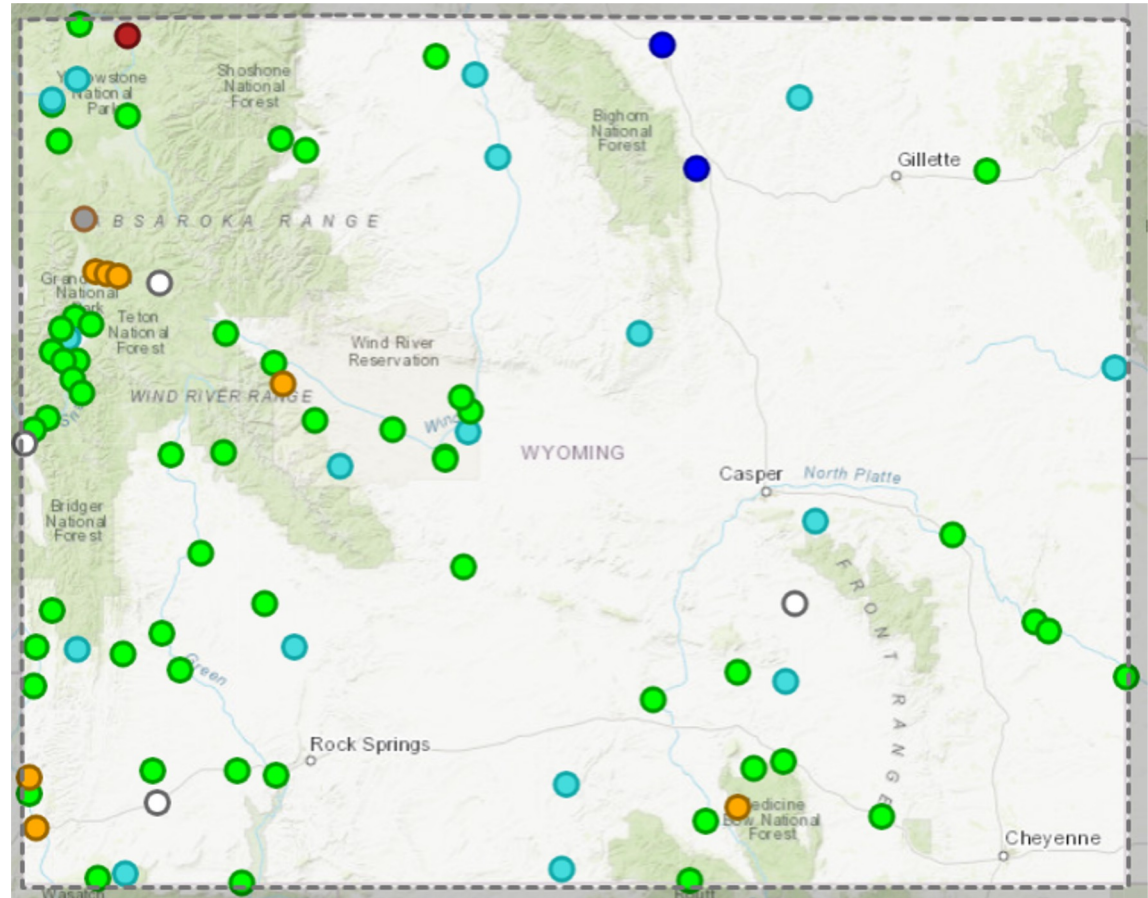 Yellowstone
National
Park
Shoshone
National
Forest
Bighorn
National
Forest
Gillette
BSAROKA RANGE
Grand
National
Park
Teton
National
Forest
Wind River
Reservation
WIND RIVER RANGE
Wind
WYOMING
Casper
North Platte
Bridger
National
Forest
FRONT RANGE
Green
Rock Springs
Medicine
Bow National
Forest
Cheyenne
Wasatch